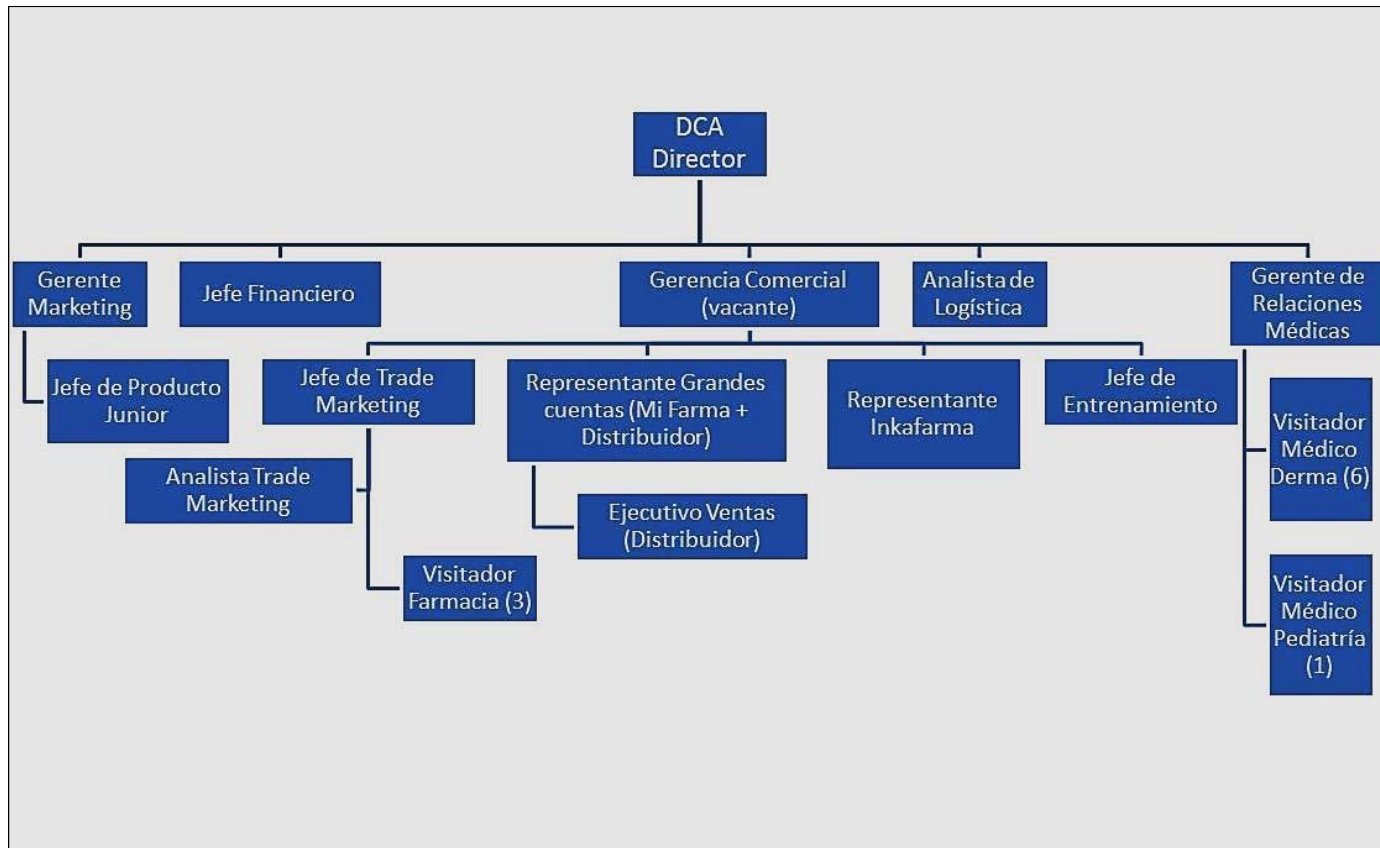 DCA
Director
Gerente
Marketing
Jefe Financiero
Gerencia Comercial
(vacante)
Analista de
Logística
Gerente de
Relaciones
Médicas
Jefe de Producto
Junior
Jefe de Trade
Marketing
Representante Grandes
cuentas (Mi Farma +
Distribuidor)
Representante
Inkafarma
Jefe de
Entrenamiento
Analista Trade
Marketing
Visitador
Farmacia (3)
Ejecutivo Ventas
(Distribuidor)
Visitador
Médico
Derma (6)
Visitador
Médico
Pediatría
(1)